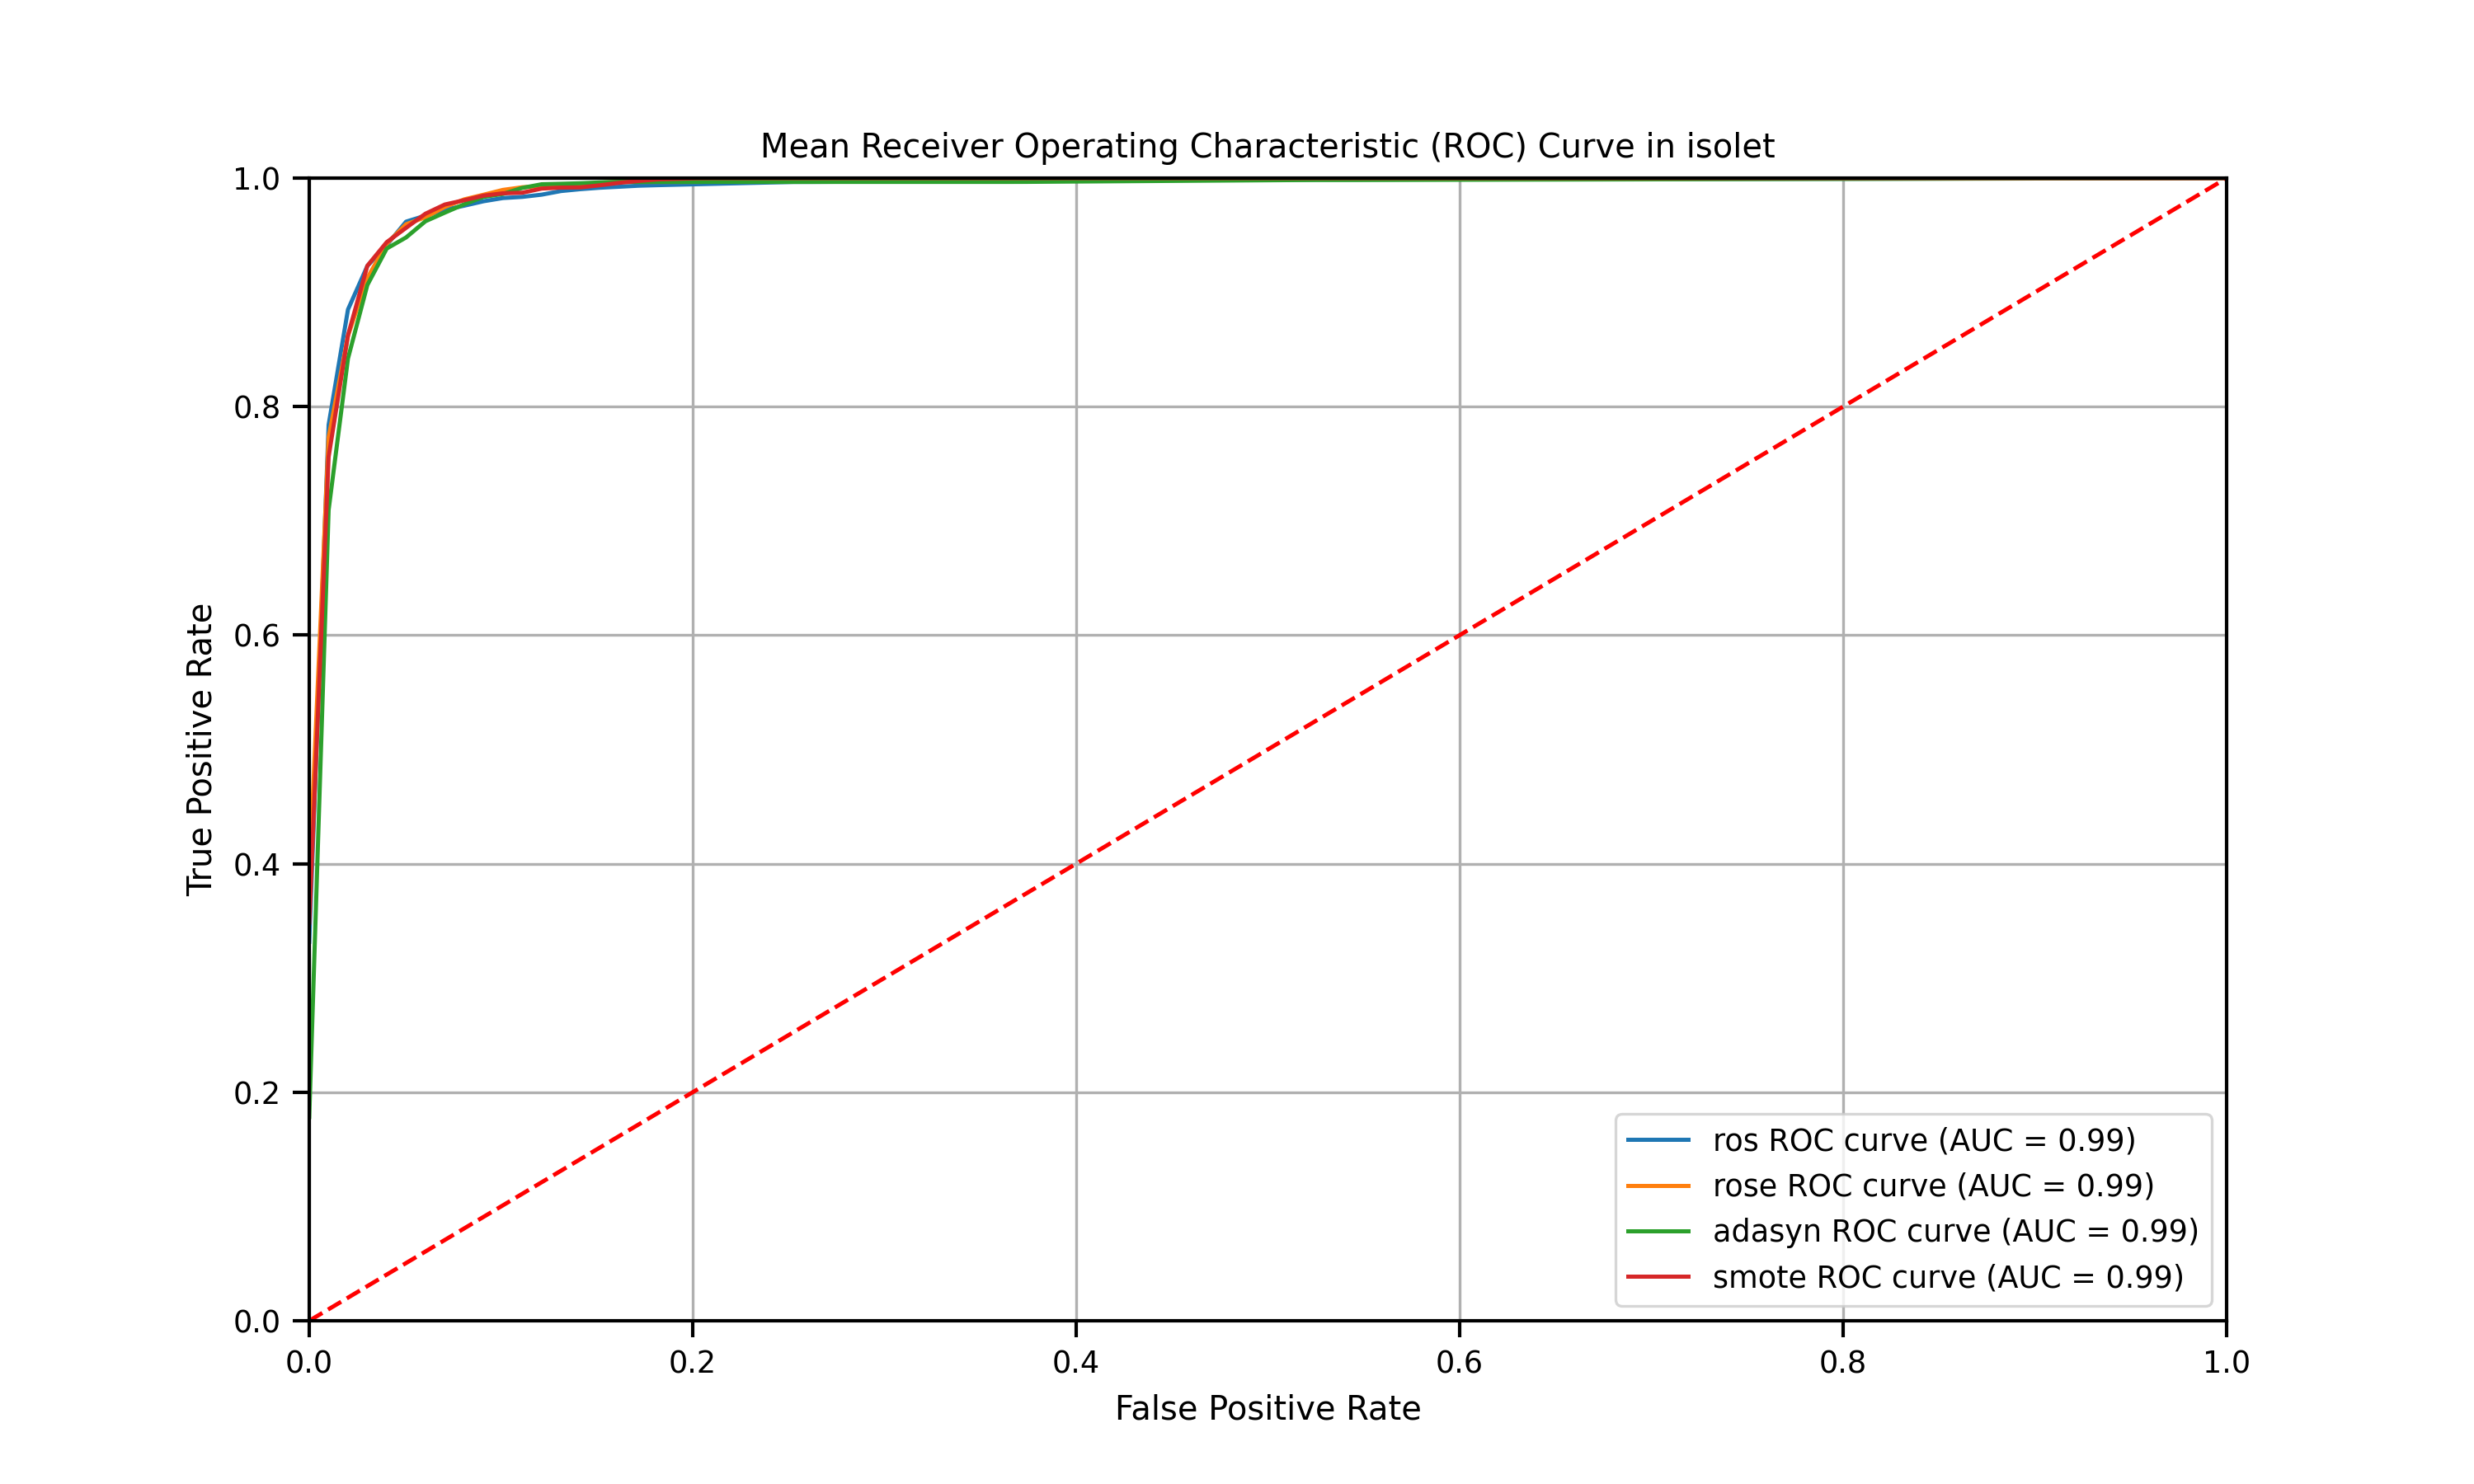 Mean Receiver Operating Characteristic (ROC) Curve in isolet
1.0
0.8
0.6
0.4
0.2
0.0
True Positive Rate
0.0 0.2 0.4 0.6 0.8 1.0
False Positive Rate
ros ROC curve (AUC = 0.99)
rose ROC curve (AUC = 0.99)
adasyn ROC curve (AUC = 0.99)
smote ROC curve (AUC = 0.99)